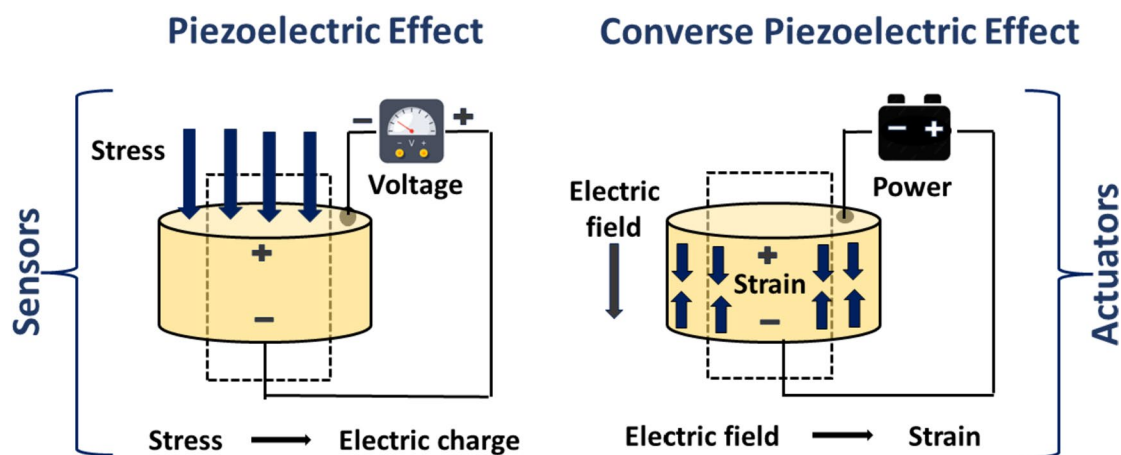 Piezoelectric Effect
Converse Piezoelectric Effect
Sensors
Stress
− +
− V +
Voltage
+
−
Stress → Electric charge
Electric
field
− +
Power
+
Strain
−
Actuators
Electric field → Strain